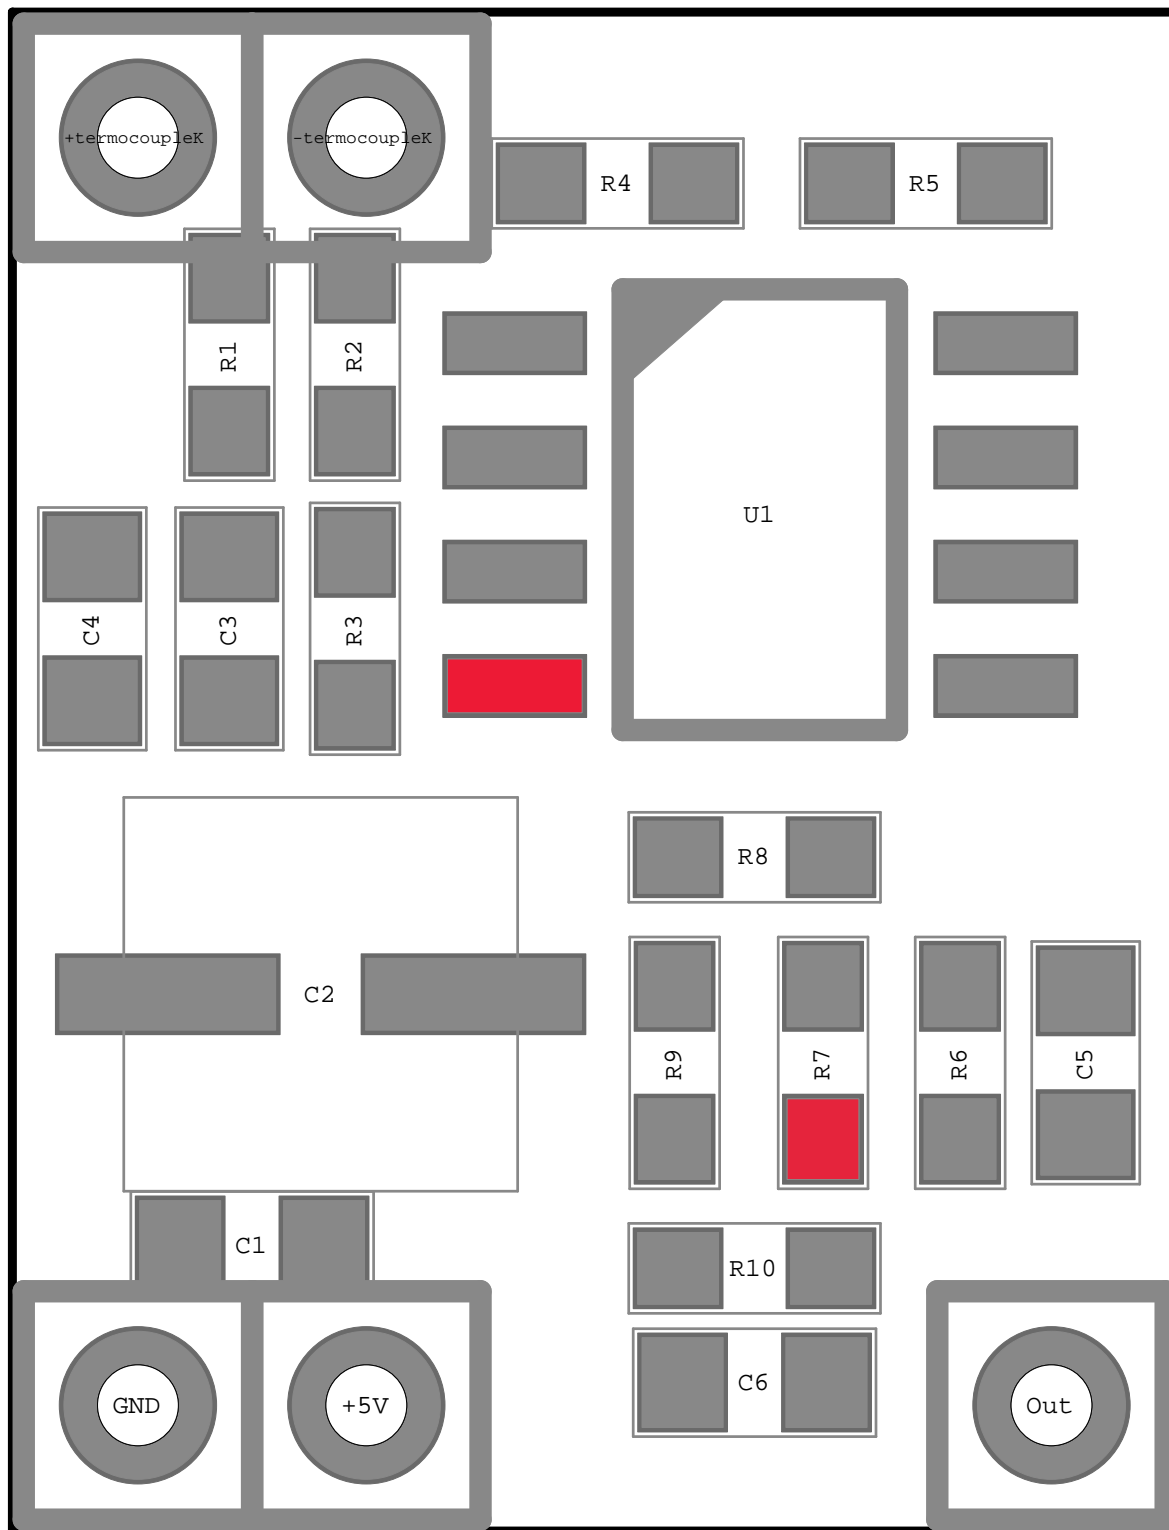 +termocoupleK
-termocoupleK
R4
R5
R1
R2
U1
C4
C3
R3
R8
C2
R9
R7
R6
C5
C1
R10
C6
GND
+5V
Out